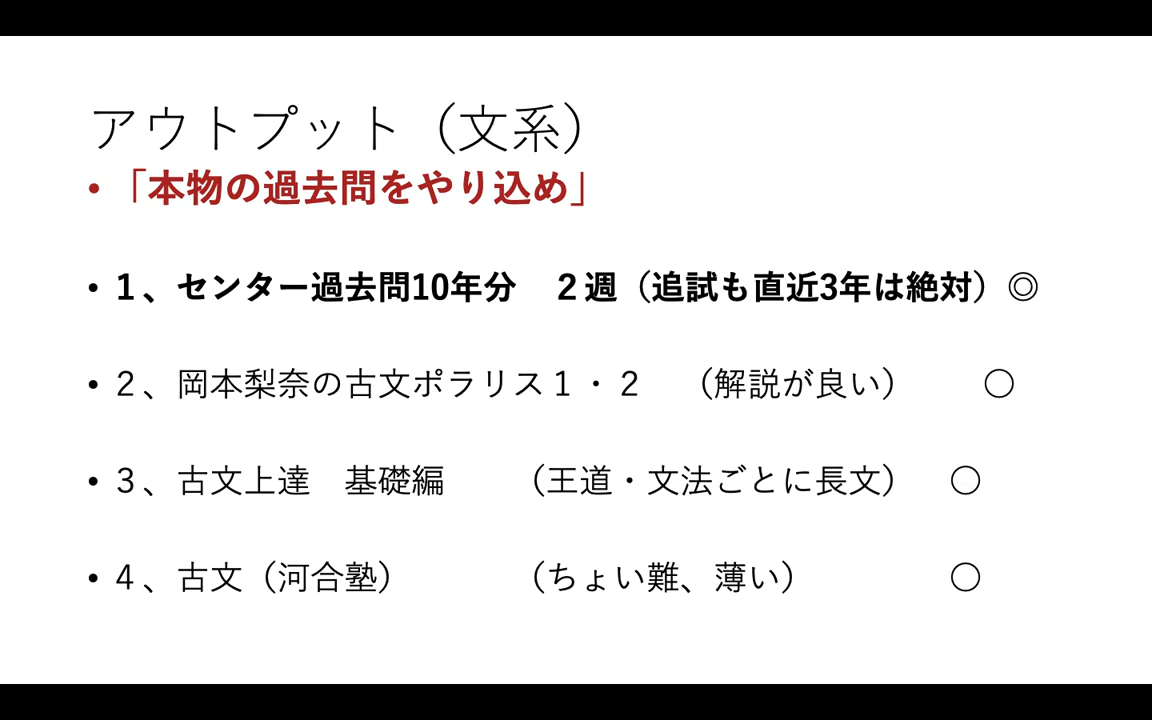 アウトプット（文系）
• 「本物の過去問をやり込め」
• 1、センター過去問10年分　２週（追試も直近3年は絶対）◎
• ２、岡本梨奈の古文ポラリス１・２　（解説が良い）　　○
• ３、古文上達　基礎編　　（王道・文法ごとに長文）　○
• ４、古文（河合塾）　　　　（ちょい難、薄い）　　　　○